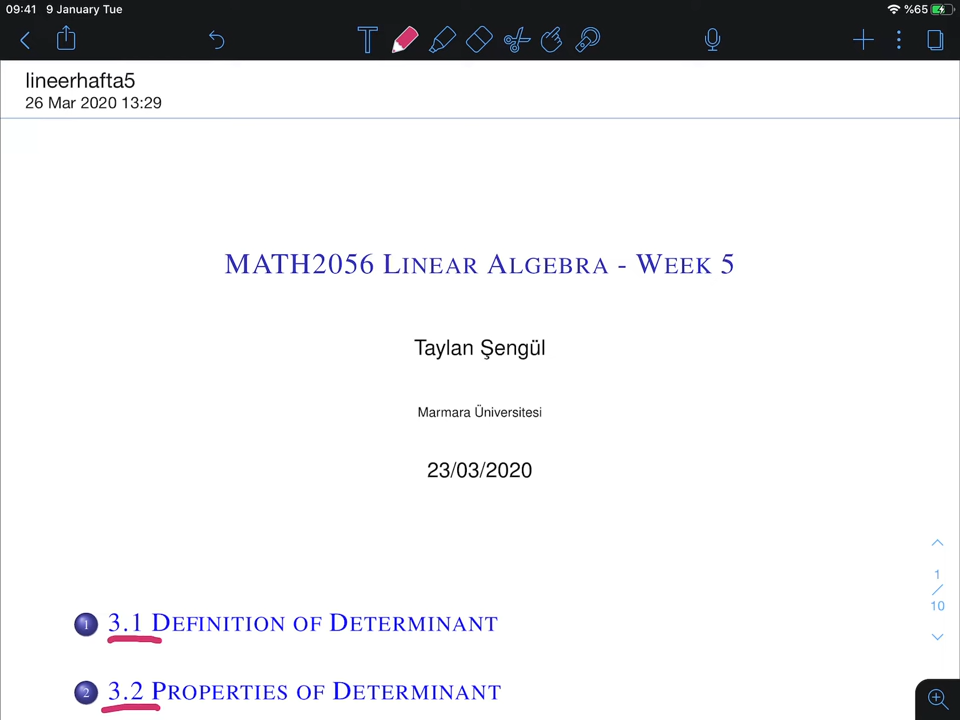 09:41 9 January Tue %65
T
lineerhafta5
26 Mar 2020 13:29
MATH2056 LINEAR ALGEBRA - WEEK 5
Taylan Şengül
Marmara Üniversitesi
23/03/2020
1 3.1 DEFINITION OF DETERMINANT
2 3.2 PROPERTIES OF DETERMINANT
1
/
10